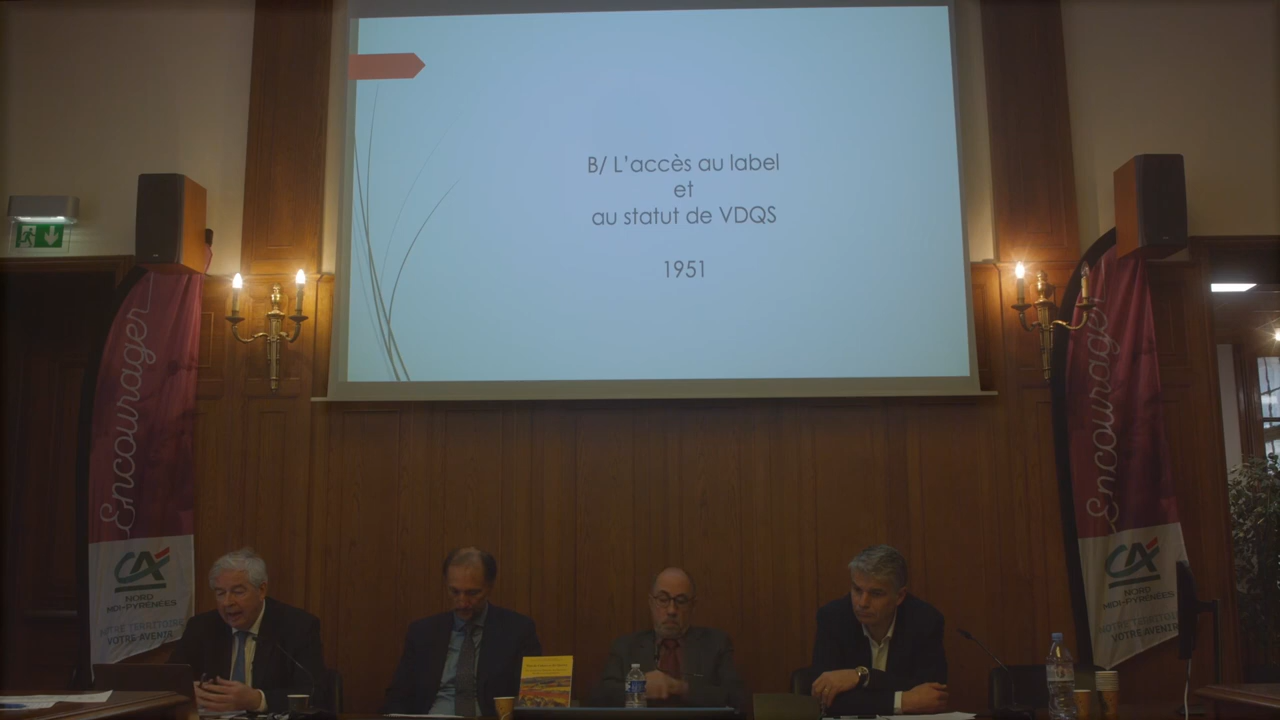 B/ L'accès au label
et
au statut de VDQS
1951
Encourager
CA
NORD
MIDI-PYRÉNÉES
NOTRE TERRITOIRE
VOTRE AVENIR
Encourager
CA
NORD
MIDI-PYRÉNÉES
NOTRE TERRITOIRE
VOTRE AVENIR